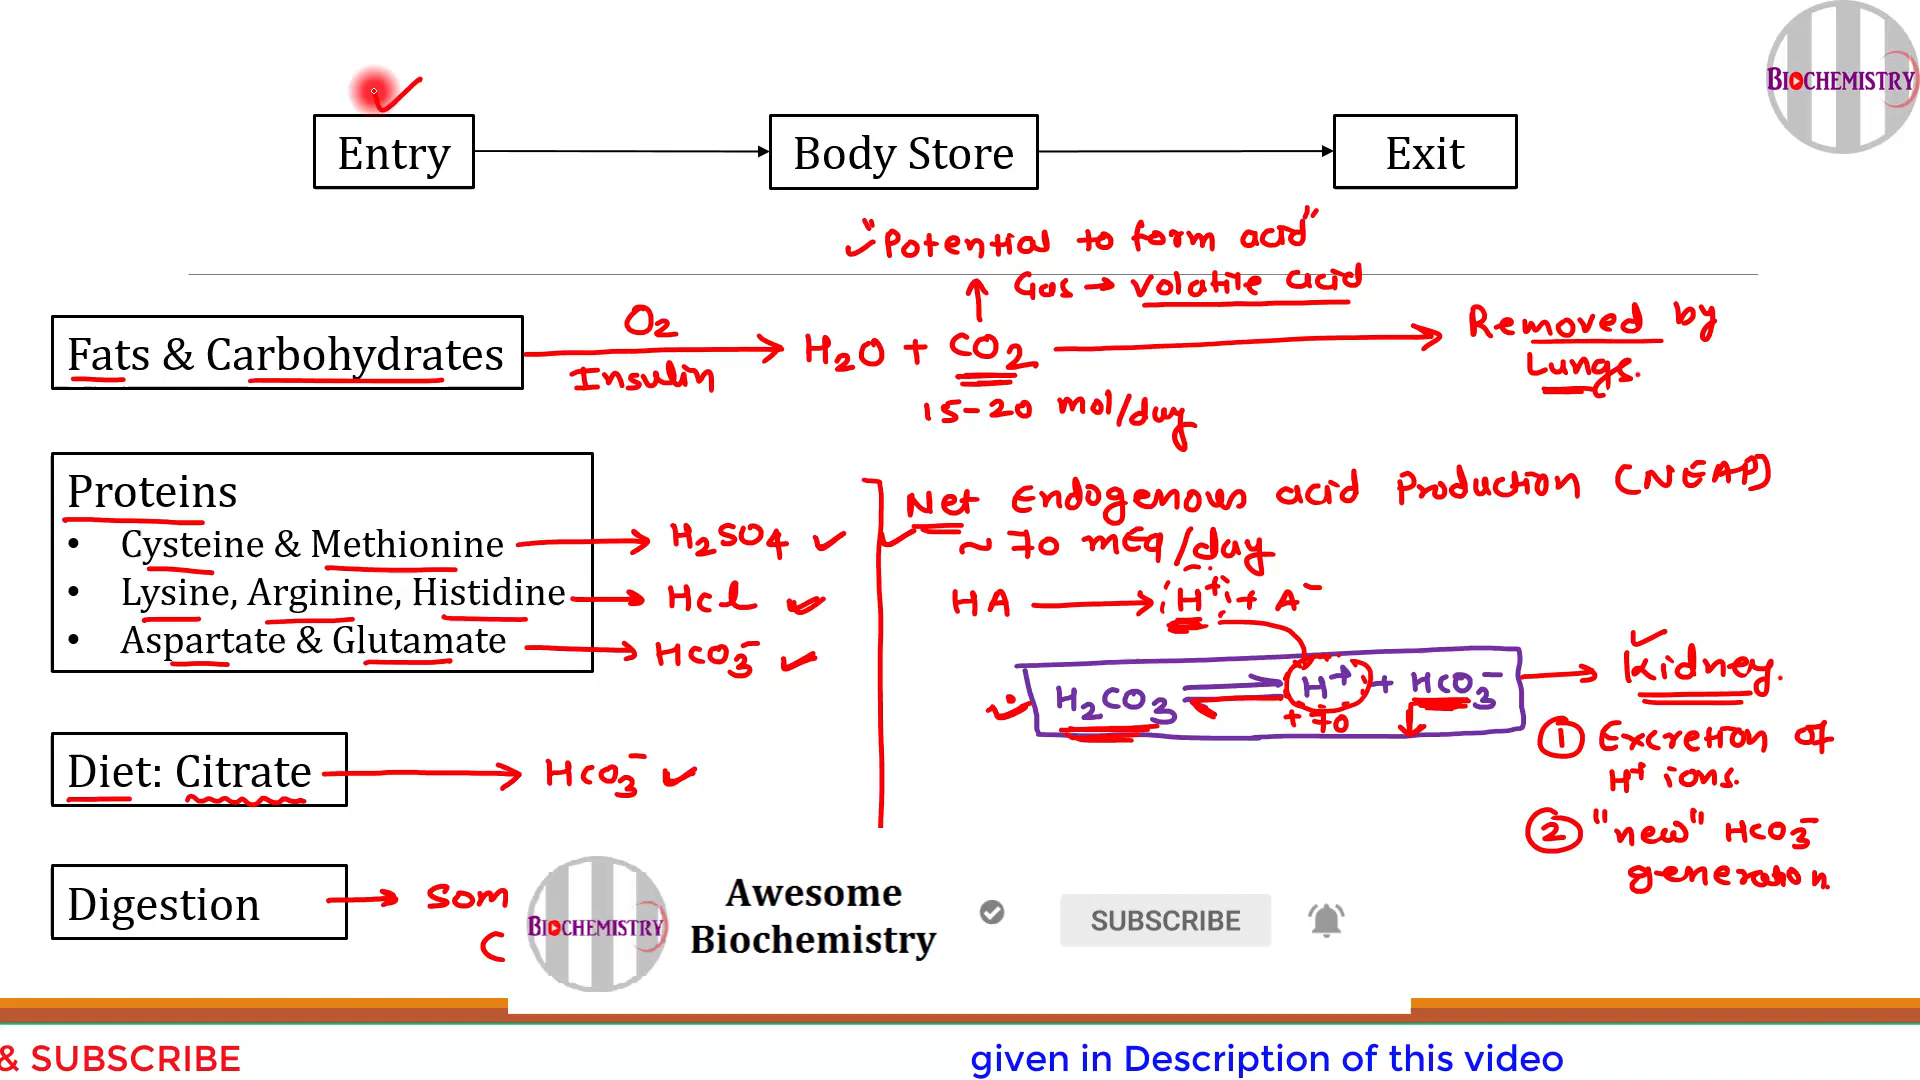 BIOCHEMISTRY
Entry
Body Store
Exit
"Potential to form acid"
Gas → volatile acid
Fats & Carbohydrates
O2
Insulin
H2O + CO2
15-20 mol/day
Removed by
Lungs.
Proteins
• Cysteine & Methionine → H2SO4 ✓
• Lysine, Arginine, Histidine → Hcl ✓
• Aspartate & Glutamate → HCO3⁻ ✓
Net Endogenous acid Production (NEAP)
~ 70 mEq/day
HA → H⁺ + A⁻
H2CO3 ⇌ H⁺ + HCO3⁻
+ 70
Kidney.
① Excretion of
H⁺ ions.
② "new" HCO3⁻
generation
Diet: Citrate → HCO3⁻ ✓
Digestion → Som
C
BIOCHEMISTRY
Awesome
Biochemistry
SUBSCRIBE
& SUBSCRIBE
given in Description of this video